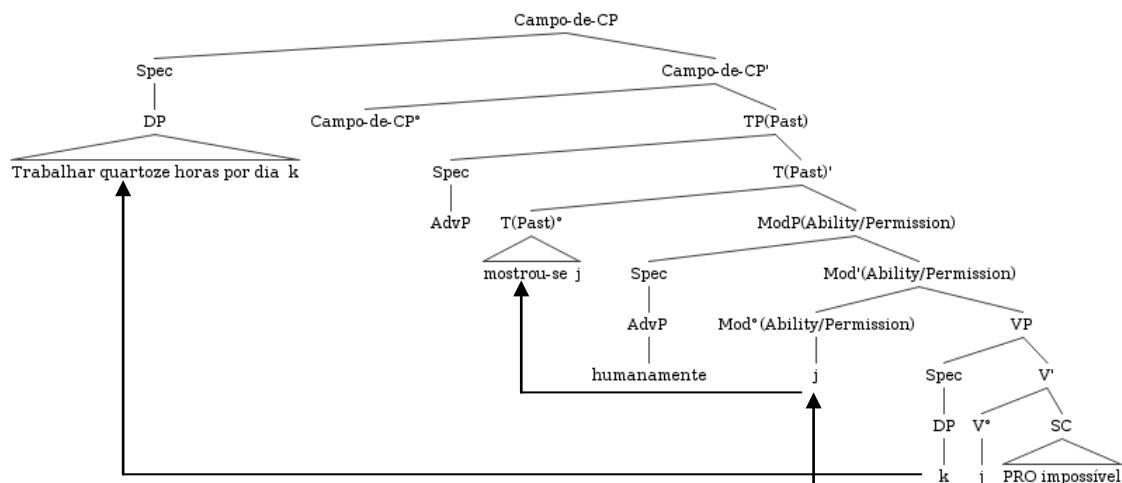 Campo-de-CP
Spec Campo-de-CP'
DP Campo-de-CP° TP(Past)
Trabalhar quartoze horas por dia k Spec T(Past)'
AdvP T(Past)° ModP(Ability/Permission)
mostrou-se j Spec Mod'(Ability/Permission)
AdvP Mod°(Ability/Permission) VP
humanamente j Spec V'
DP V° SC
k j PRO impossível